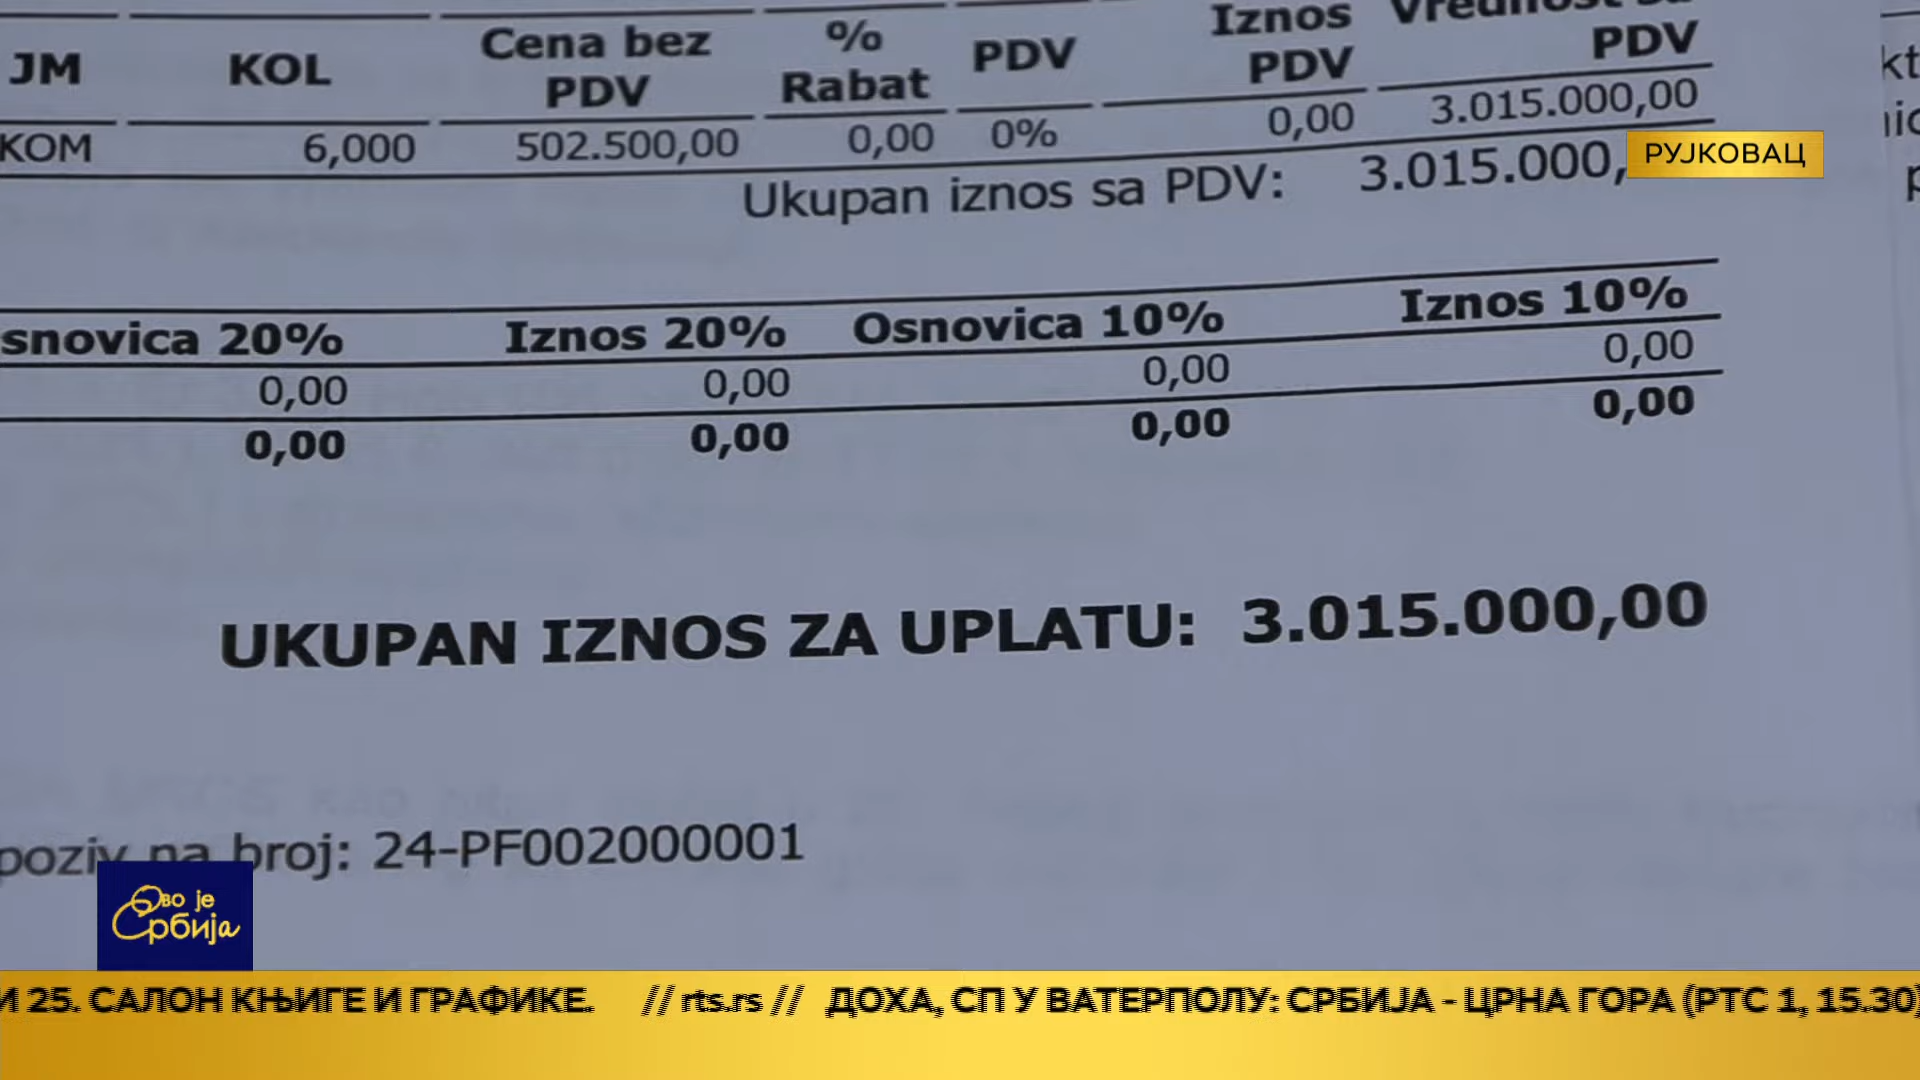 JM KOL Cena bez PDV % Rabat PDV Iznos PDV Vrednost sa PDV
KOM 6,000 502.500,00 0,00 0% 0,00 3.015.000,00
Ukupan iznos sa PDV: 3.015.000,
РУЈКОВАЦ
snovica 20% Iznos 20% Osnovica 10% Iznos 10%
0,00 0,00 0,00 0,00
0,00 0,00 0,00 0,00
UKUPAN IZNOS ZA UPLATU: 3.015.000,00
poziv na broj: 24-PF002000001
Ово је
Србија
И 25. САЛОН КЊИГЕ И ГРАФИКЕ. // rts.rs // ДОХА, СП У ВАТЕРПОЛУ: СРБИЈА - ЦРНА ГОРА (РТС 1, 15.30)